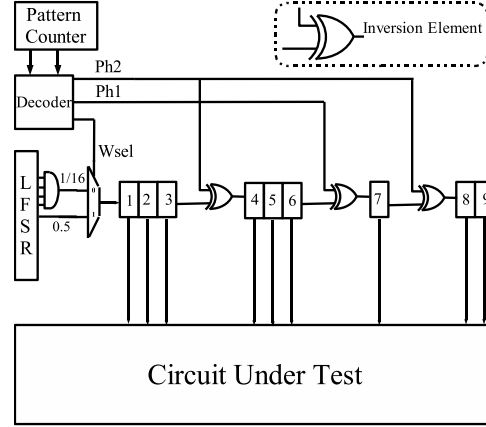 Pattern
Counter
Inversion Element
Ph2
Ph1
Decoder
Wsel
L
F
S
R
1/16
0
0.5
1
1 2 3
4 5 6
7
8 9
Circuit Under Test